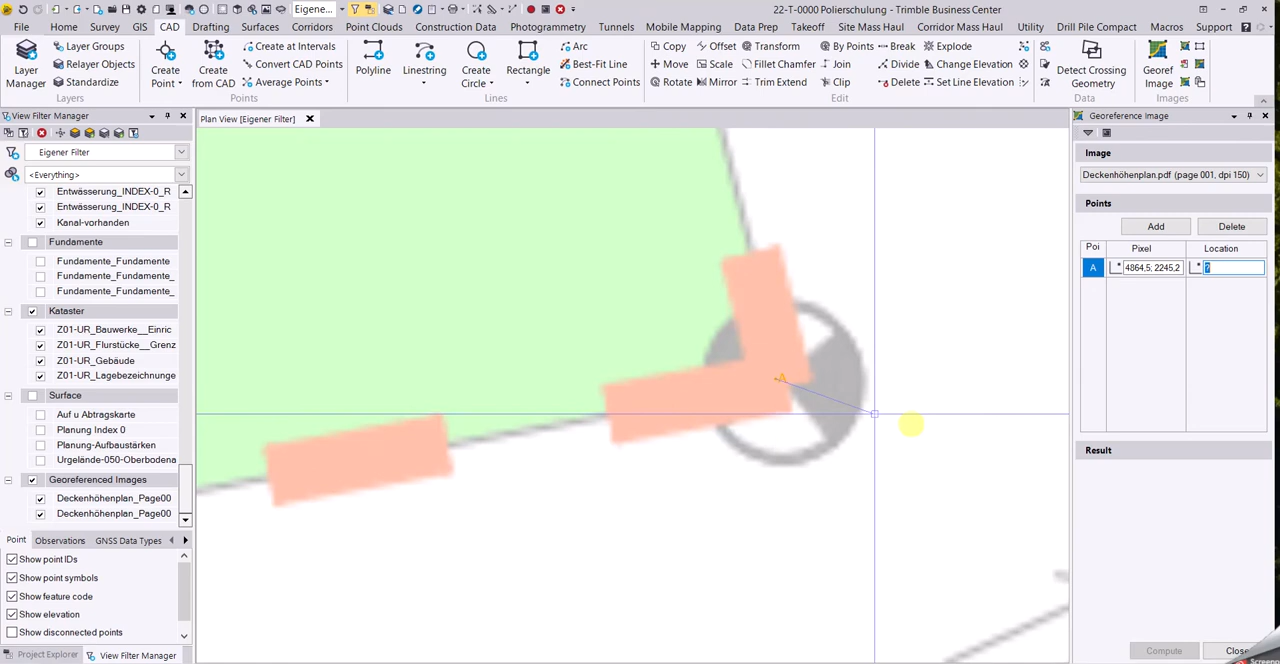 Eigene...
22-T-0000 Polierschulung - Trimble Business Center
File Home Survey GIS CAD Drafting Surfaces Corridors Point Clouds Construction Data Photogrammetry Tunnels Mobile Mapping Data Prep Takeoff Site Mass Haul Corridor Mass Haul Utility Drill Pile Compact Macros Support
Layer Manager
Layer Groups
Relayer Objects
Standardize
Layers
Create Point
Create from CAD
Create at Intervals
Convert CAD Points
Average Points
Points
Polyline
Linestring
Create Circle
Rectangle
Arc
Best-Fit Line
Connect Points
Lines
Copy Offset Transform By Points Break Explode
Move Scale Fillet Chamfer Join Divide Change Elevation
Rotate Mirror Trim Extend Clip Delete Set Line Elevation
Edit
Detect Crossing Geometry
Data
Georef Image
Images
View Filter Manager
Eigener Filter
<Everything>
Entwässerung_INDEX-0_R
Entwässerung_INDEX-0_R
Kanal-vorhanden
Fundamente
Fundamente_Fundamente
Fundamente_Fundamente_
Fundamente_Fundamente_
Kataster
Z01-UR_Bauwerke__Einric
Z01-UR_Flurstücke__Grenz
Z01-UR_Gebäude
Z01-UR_Lagebezeichnunge
Surface
Auf u Abtragskarte
Planung Index 0
Planung-Aufbaustärken
Urgelände-050-Oberbodena
Georeferenced Images
Deckenhöhenplan_Page00
Deckenhöhenplan_Page00
Point Observations GNSS Data Types
Show point IDs
Show point symbols
Show feature code
Show elevation
Show disconnected points
Project Explorer View Filter Manager
Plan View [Eigener Filter]
A
Georeference Image
Image
Deckenhöhenplan.pdf (page 001, dpi 150)
Points
Add Delete
Poi Pixel Location
A 4864,5; 2245,2 ?
Result
Compute Close